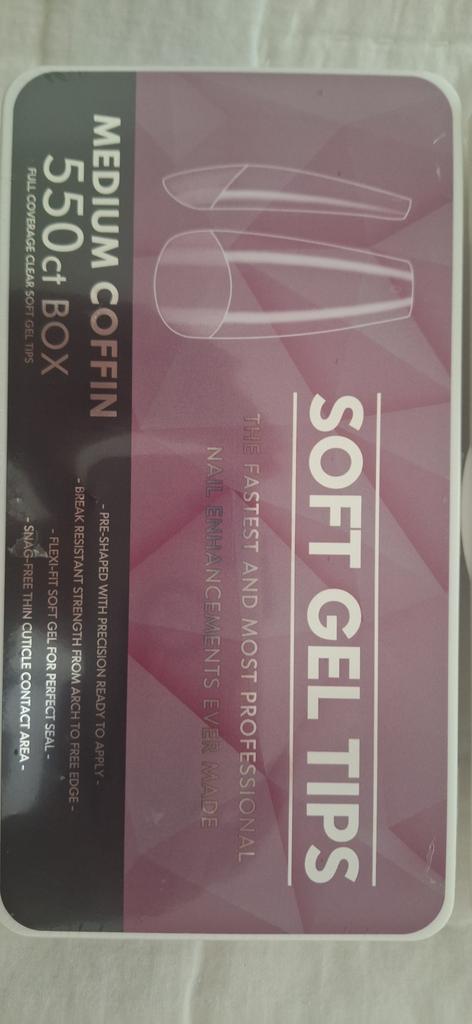 SOFT GEL TIPS
THE FASTEST AND MOST PROFESSIONAL
NAIL ENHANCEMENTS EVER MADE
MEDIUM COFFIN
550ct BOX
FULL COVERAGE CLEAR SOFT GEL TIPS
- PRE-SHAPED WITH PRECISION READY TO APPLY -
- BREAK RESISTANT STRENGTH FROM ARCH TO FREE EDGE -
- FLEXI-FIT SOFT GEL FOR PERFECT SEAL -
- SNAG-FREE THIN CUTICLE CONTACT AREA -